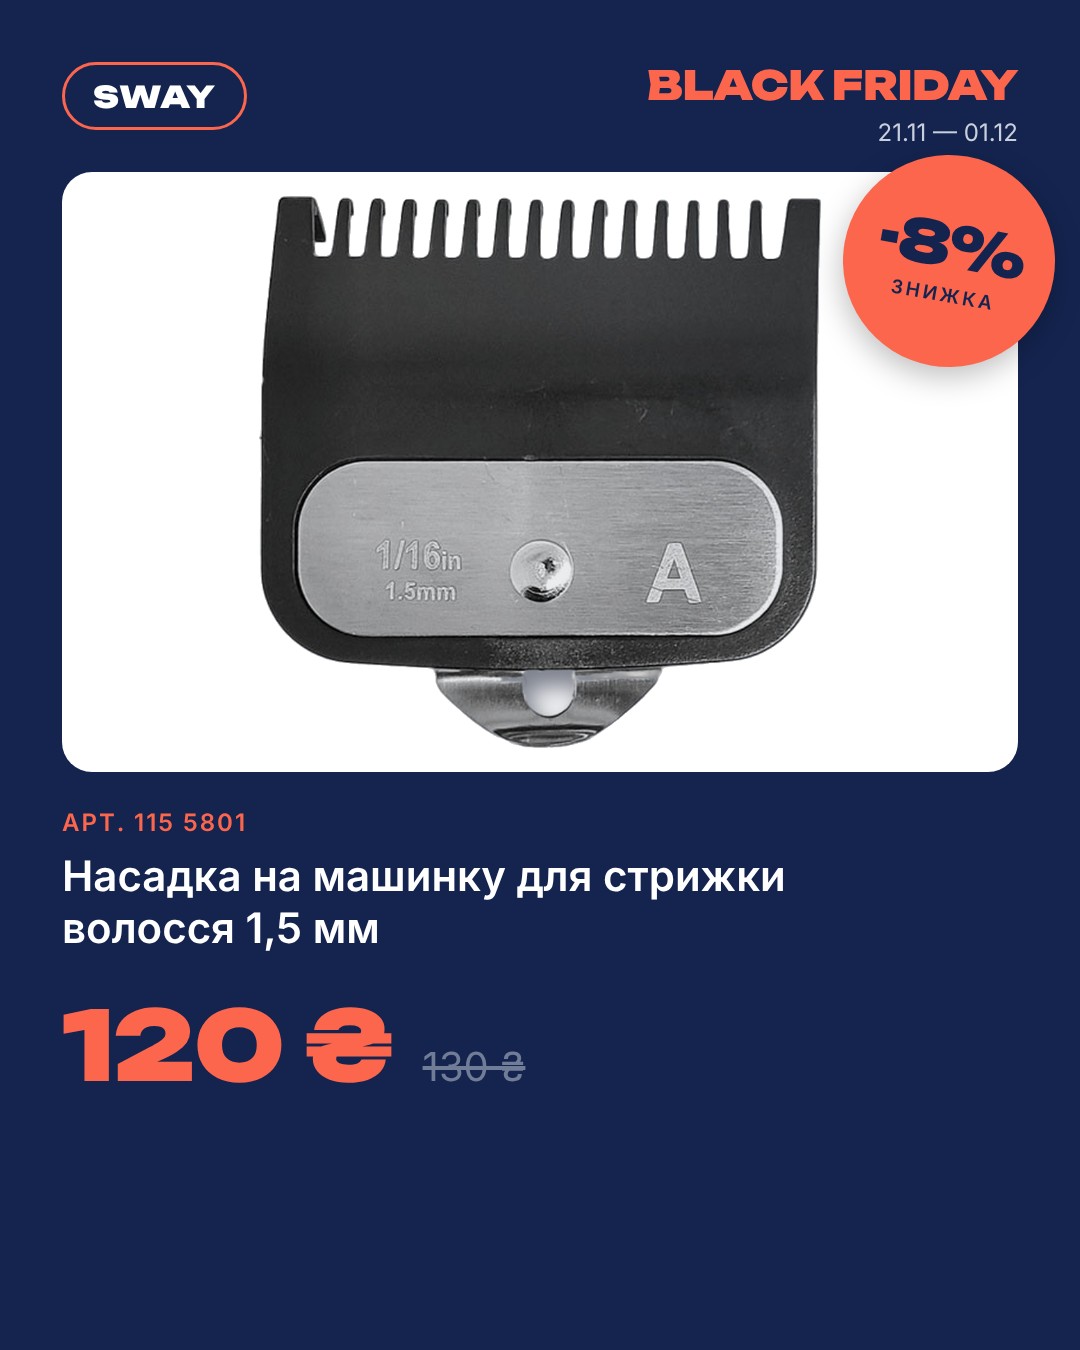 SWAY
BLACK FRIDAY
21.11 — 01.12
-8%
ЗНИЖКА
1/16in
1.5mm
A
АРТ. 115 5801
Насадка на машинку для стрижки
волосся 1,5 мм
120 ₴ 130 ₴